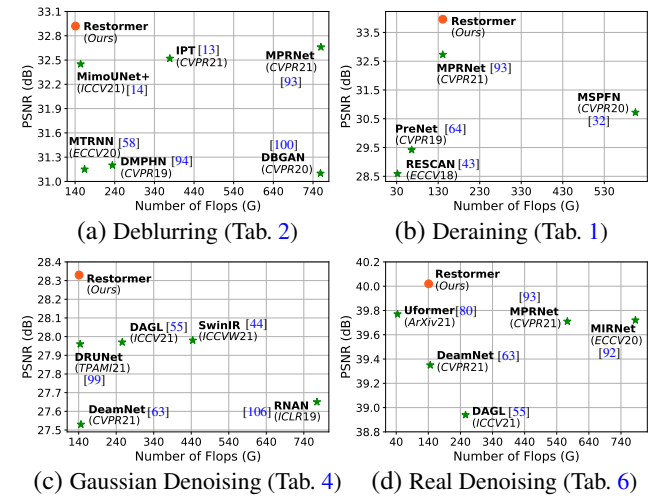 33.1
32.8
32.5
32.2
31.9
31.6
31.3
31.0
PSNR (dB)
Restormer
(Ours)
IPT [13]
(CVPR21)
MPRNet
(CVPR21)
[93]
MimoUNet+
(ICCV21) [14]
MTRNN [58]
(ECCV20)
DMPHN [94]
(CVPR19)
[100]
DBGAN
(CVPR20)
140 240 340 440 540 640 740
Number of Flops (G)
(a) Deblurring (Tab. 2)
33.5
32.5
31.5
30.5
29.5
28.5
PSNR (dB)
Restormer
(Ours)
MPRNet [93]
(CVPR21)
MSPFN
(CVPR20)
[32]
PreNet [64]
(CVPR19)
RESCAN [43]
(ECCV18)
30 130 230 330 430 530
Number of Flops (G)
(b) Deraining (Tab. 1)
28.4
28.3
28.2
28.1
27.9
27.8
27.7
27.6
27.5
PSNR (dB)
Restormer
(Ours)
DAGL [55]
(ICCV21)
SwinIR [44]
(ICCVW21)
DRUNet
(TPAMI21)
[99]
DeamNet [63]
(CVPR21)
[106] RNAN
(ICLR19)
140 240 340 440 540 640 740
Number of Flops (G)
(c) Gaussian Denoising (Tab. 4)
40.2
40.0
39.8
39.6
39.4
39.2
39.0
38.8
PSNR (dB)
Restormer
(Ours)
Uformer [80]
(ArXiv21)
[93]
MPRNet
(CVPR21)
MIRNet
(ECCV20)
[92]
DeamNet [63]
(CVPR21)
DAGL [55]
(ICCV21)
40 140 240 340 440 540 640 740
Number of Flops (G)
(d) Real Denoising (Tab. 6)